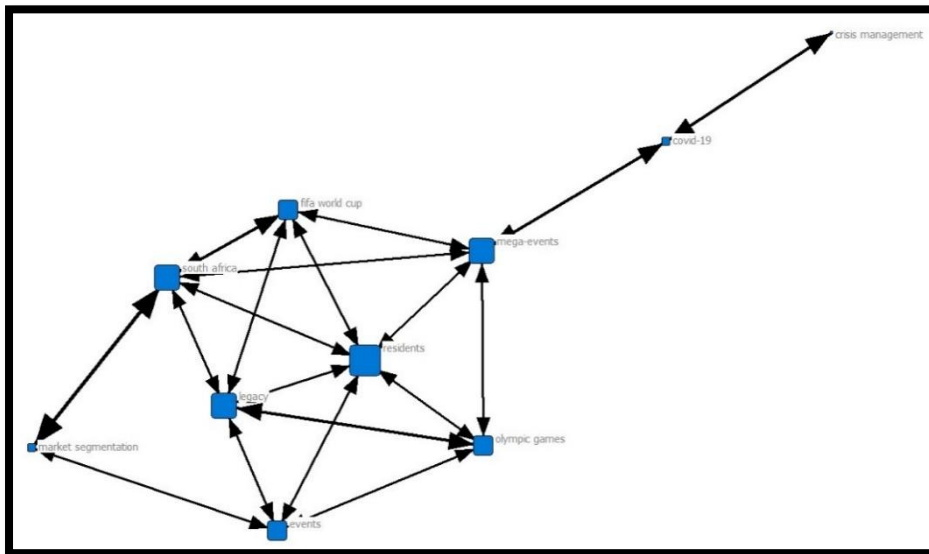 crisis management
covid-19
fifa world cup
mega-events
south africa
residents
legacy
olympic games
market segmentation
events